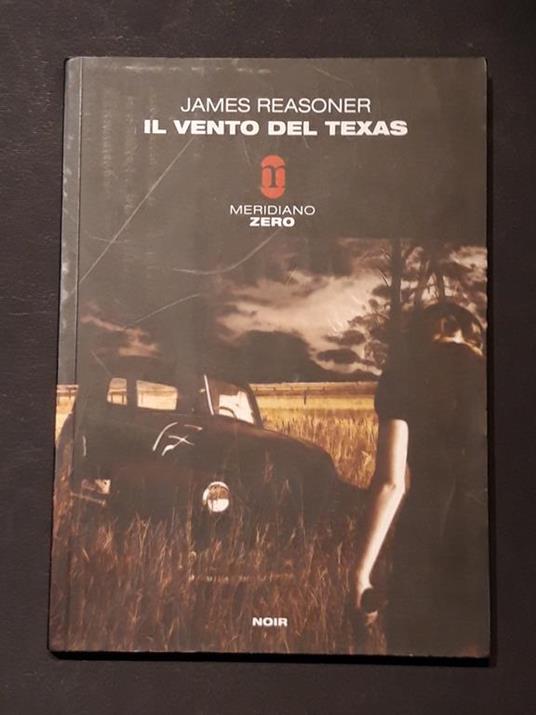 JAMES REASONER
IL VENTO DEL TEXAS
MERIDIANO
ZERO
NOIR